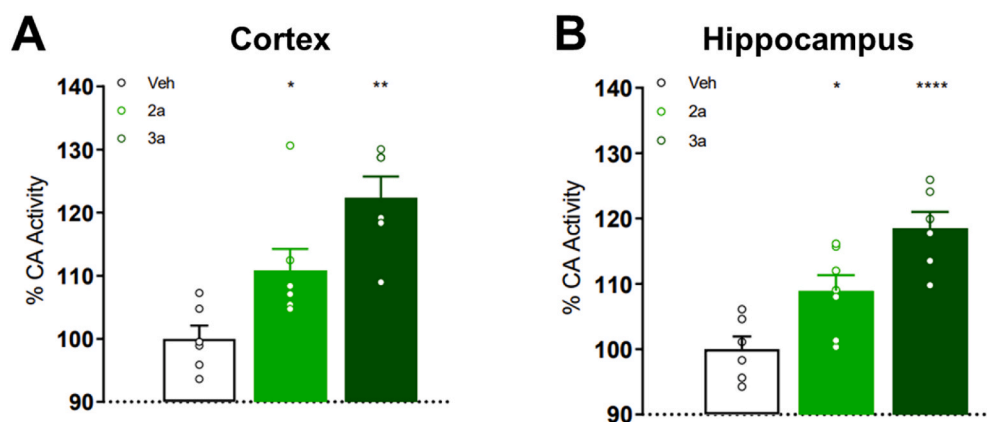 A
Cortex
Veh
2a
3a
*
**
140
130
120
110
100
90
% CA Activity
B
Hippocampus
Veh
2a
3a
*
****
140
130
120
110
100
90
% CA Activity